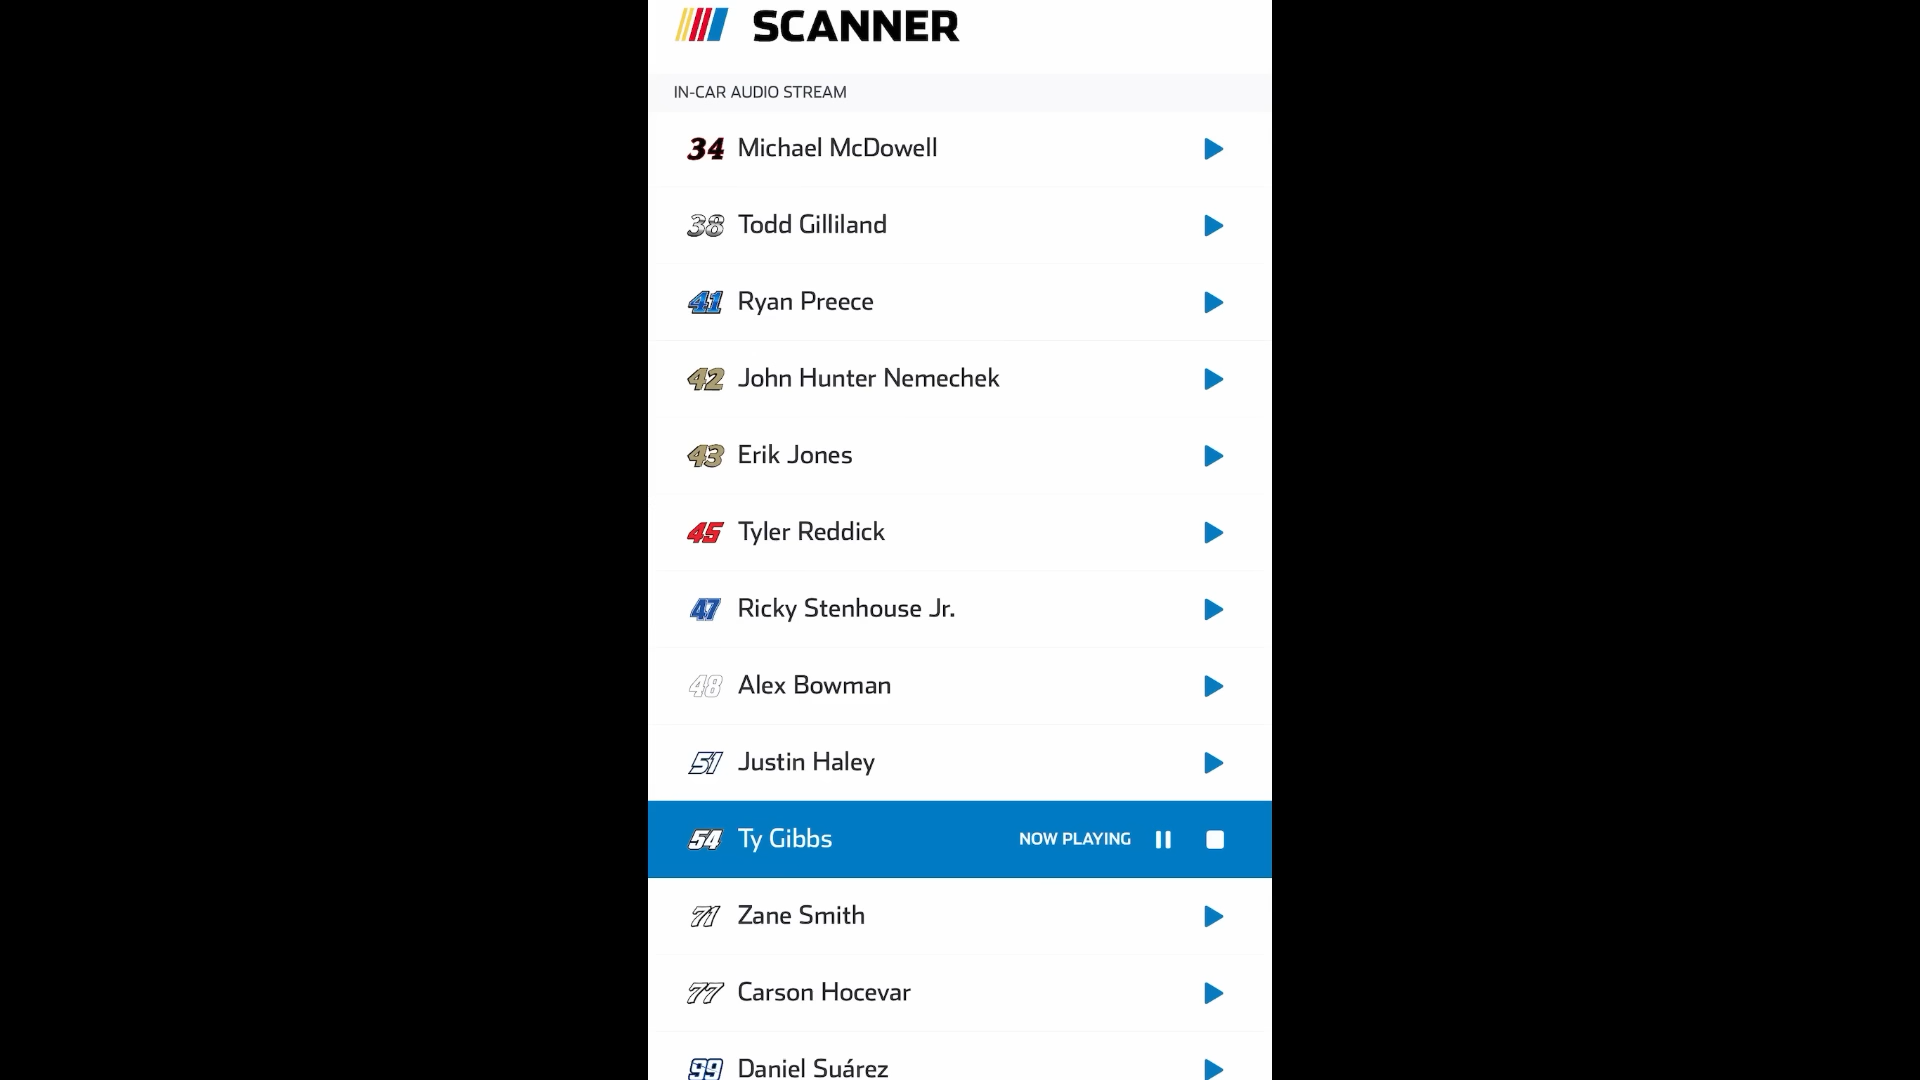 SCANNER
IN-CAR AUDIO STREAM
34 Michael McDowell
38 Todd Gilliland
41 Ryan Preece
42 John Hunter Nemechek
43 Erik Jones
45 Tyler Reddick
47 Ricky Stenhouse Jr.
48 Alex Bowman
51 Justin Haley
54 Ty Gibbs NOW PLAYING
71 Zane Smith
77 Carson Hocevar
99 Daniel Suárez